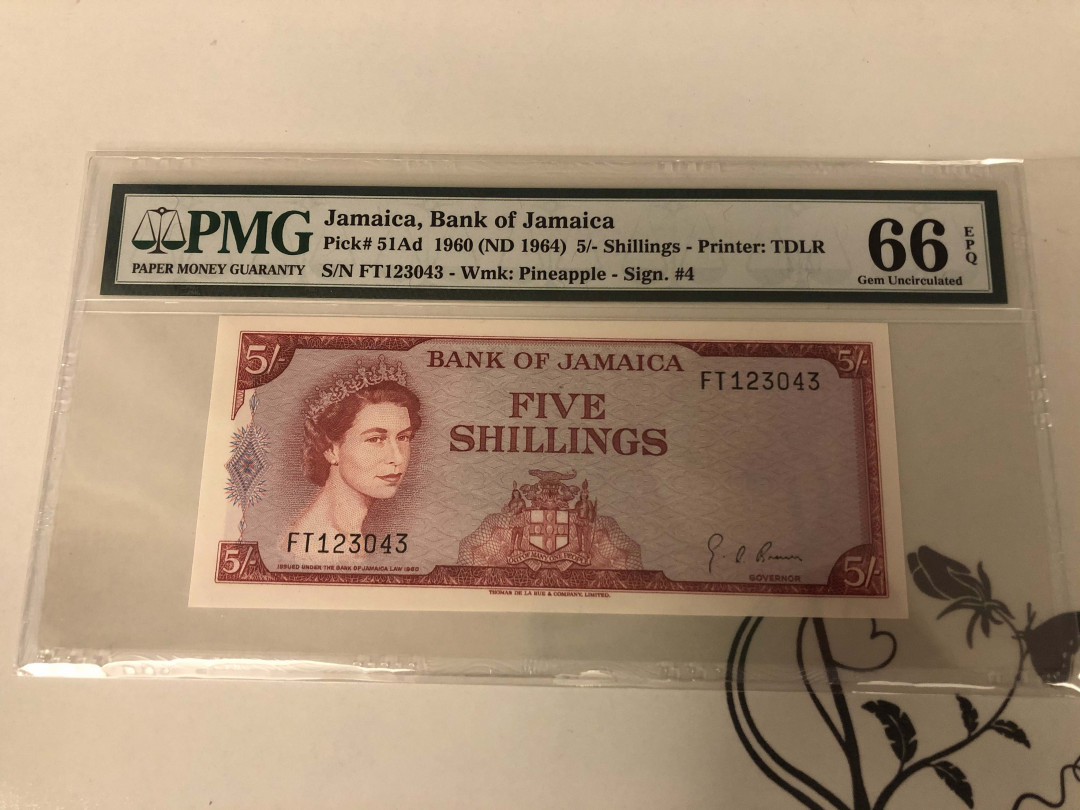 PMG
PAPER MONEY GUARANTY
Jamaica, Bank of Jamaica
Pick# 51Ad 1960 (ND 1964) 5/- Shillings - Printer: TDLR
S/N FT123043 - Wmk: Pineapple - Sign. #4
66
EPQ
Gem Uncirculated
5/-
BANK OF JAMAICA
5/-
FT123043
FIVE
SHILLINGS
FT123043
5/-
ISSUED UNDER THE BANK OF JAMAICA LAW 1960
GOVERNOR
5/-
THOMAS DE LA RUE & COMPANY, LIMITED.